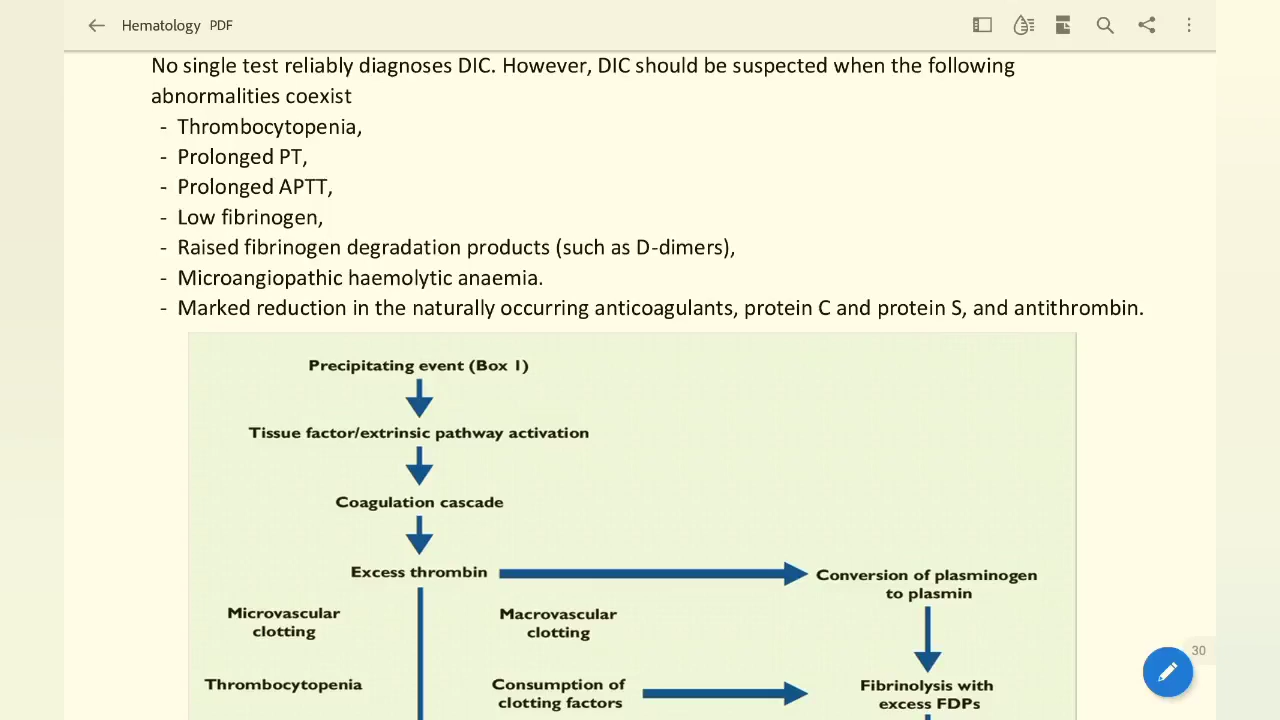 Hematology PDF
No single test reliably diagnoses DIC. However, DIC should be suspected when the following
abnormalities coexist
- Thrombocytopenia,
- Prolonged PT,
- Prolonged APTT,
- Low fibrinogen,
- Raised fibrinogen degradation products (such as D-dimers),
- Microangiopathic haemolytic anaemia.
- Marked reduction in the naturally occurring anticoagulants, protein C and protein S, and antithrombin.
Precipitating event (Box 1)
Tissue factor/extrinsic pathway activation
Coagulation cascade
Excess thrombin
Conversion of plasminogen
to plasmin
Microvascular
clotting
Macrovascular
clotting
Thrombocytopenia
Consumption of
clotting factors
Fibrinolysis with
excess FDPs
30